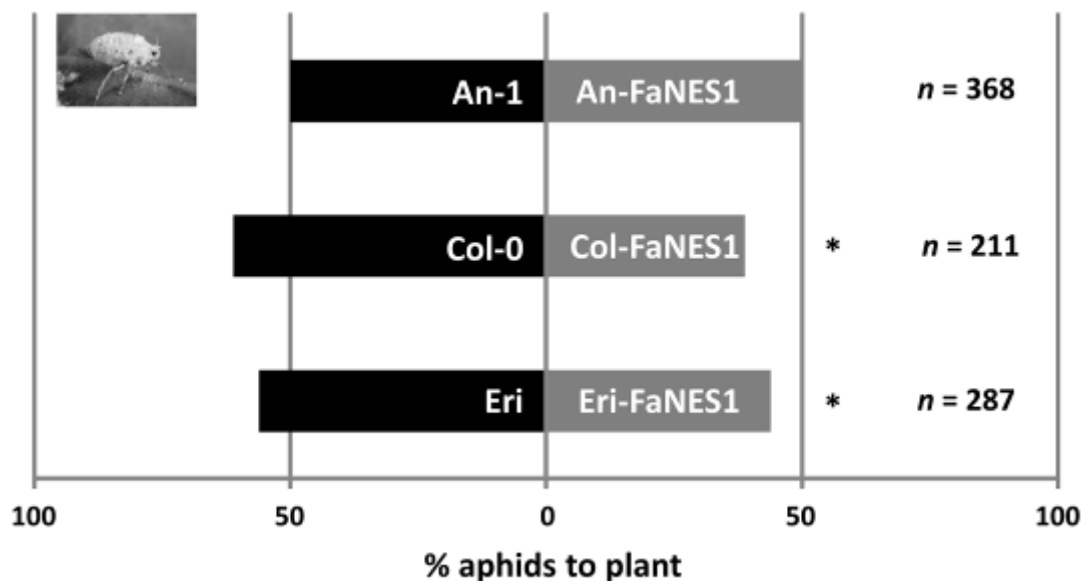 An-1 An-FaNES1 n = 368
Col-0 Col-FaNES1 * n = 211
Eri Eri-FaNES1 * n = 287
100 50 0 50 100
% aphids to plant